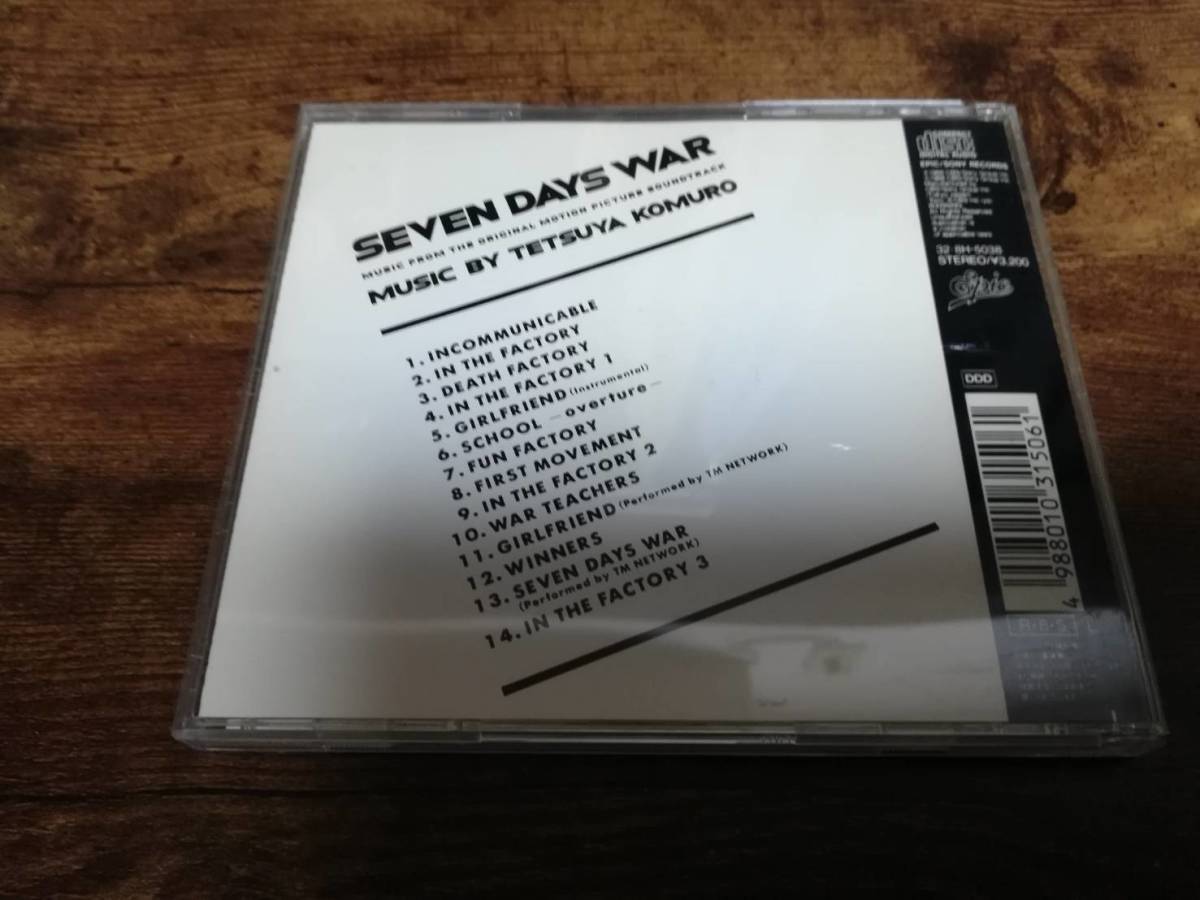 SEVEN DAYS WAR
MUSIC FROM THE ORIGINAL MOTION PICTURE SOUNDTRACK
MUSIC BY TETSUYA KOMURO
1. INCOMMUNICABLE
2. IN THE FACTORY
3. DEATH FACTORY
4. IN THE FACTORY 1
5. GIRLFRIEND (Instrumental)
6. SCHOOL —overture—
7. FUN FACTORY
8. FIRST MOVEMENT
9. IN THE FACTORY 2
10. WAR TEACHERS
11. GIRLFRIEND (Performed by TM NETWORK)
12. WINNERS
13. SEVEN DAYS WAR
(Performed by TM NETWORK)
14. IN THE FACTORY 3
COMPACT
disc
DIGITAL AUDIO
EPIC/SONY RECORDS
32·8H-5038
STEREO/¥3,200
Epic
DDD
4 988010 315061